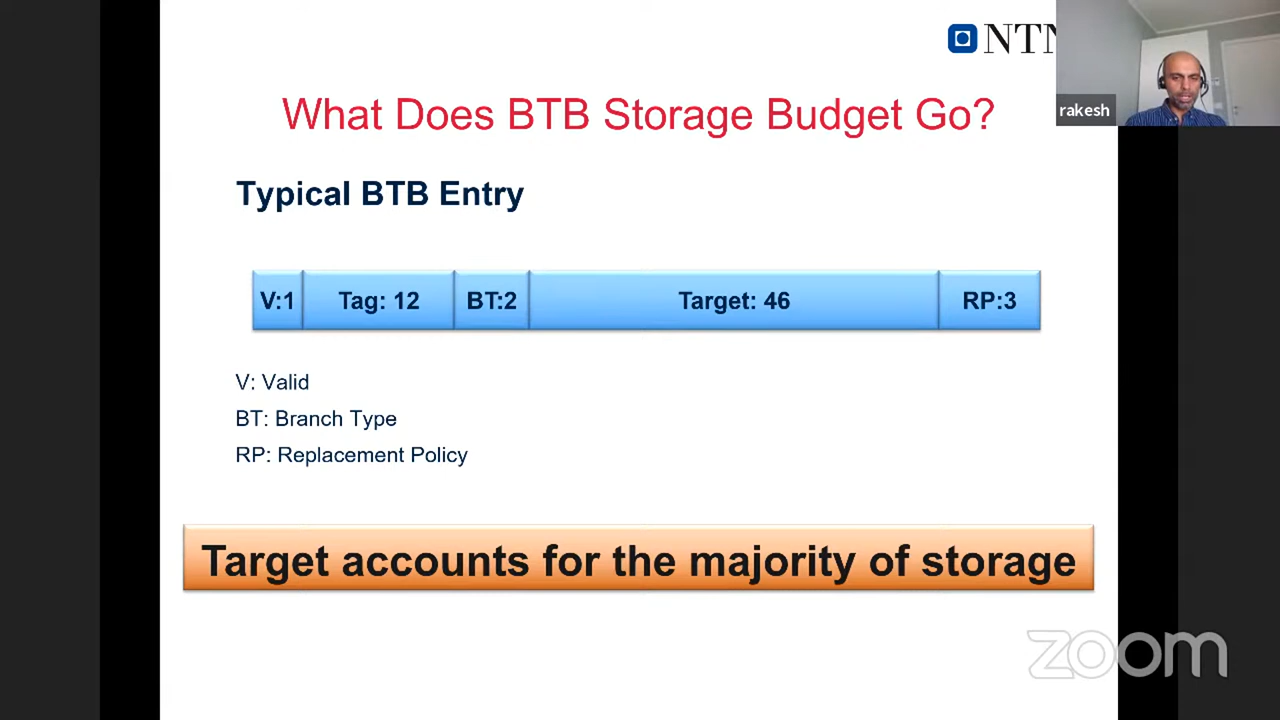 NTN
rakesh
What Does BTB Storage Budget Go?
Typical BTB Entry
V:1 Tag: 12 BT:2 Target: 46 RP:3
V: Valid
BT: Branch Type
RP: Replacement Policy
Target accounts for the majority of storage
zoom